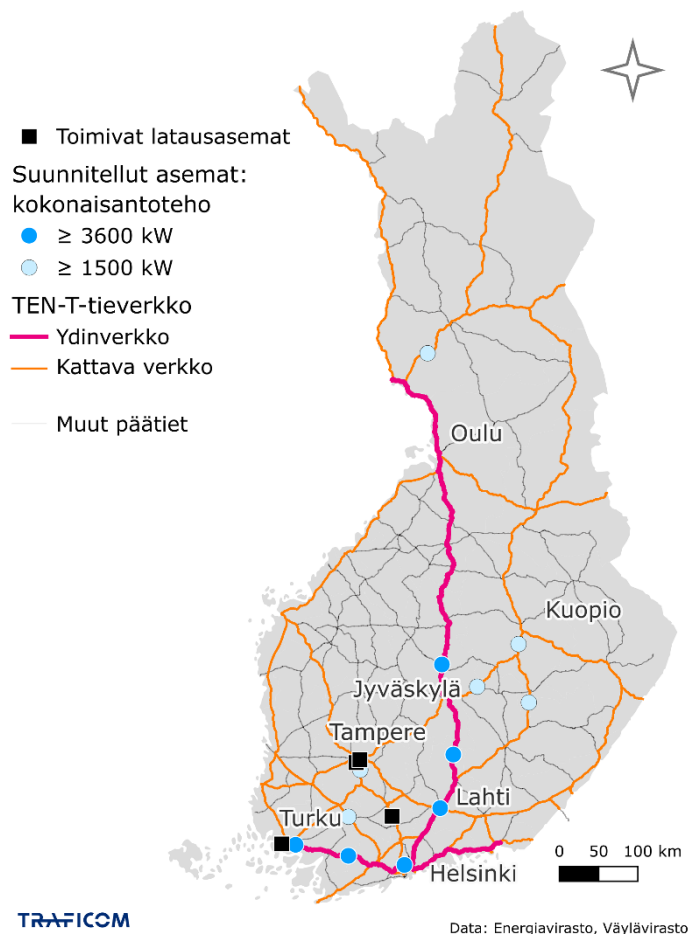 Toimivat latausasemat
Suunnitellut asemat:
kokonaisantoteho
≥ 3600 kW
≥ 1500 kW
TEN-T-tieverkko
Ydinverkko
Kattava verkko
Muut päätiet
Oulu
Kuopio
Jyväskylä
Tampere
Lahti
Turku
Helsinki
0 50 100 km
TRAFICOM
Data: Energiavirasto, Väylävirasto